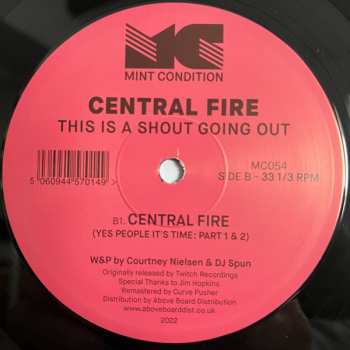 MC
MINT CONDITION
CENTRAL FIRE
THIS IS A SHOUT GOING OUT
5 060944 570149 >
MC054
SIDE B - 33 1/3 RPM
B1. CENTRAL FIRE
(YES PEOPLE IT'S TIME: PART 1 & 2)
W&P by Courtney Nielsen & DJ Spun
Originally released by Twitch Recordings
Special Thanks to Jim Hopkins
Remastered by Curve Pusher
Distribution by Above Board Distribution
www.aboveboarddist.co.uk
2022